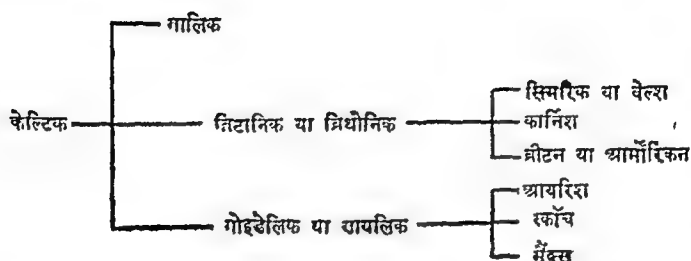 गालिक
सिमरिक या वेल्श
केल्टिक ब्रिटानिक या ब्रिथोनिक कार्निश
ब्रीटन या आर्मोरिकन
आयरिश
गोइडेलिक या गायलिक स्कॉच
मैंक्स